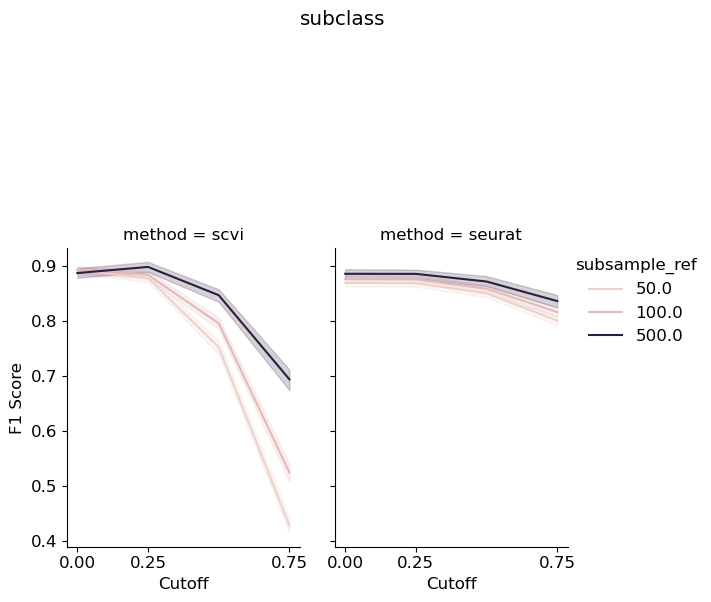 subclass
method = scvi
method = seurat
subsample_ref
50.0
100.0
500.0
F1 Score
0.9
0.8
0.7
0.6
0.5
0.4
0.00 0.25 0.75
0.00 0.25 0.75
Cutoff
Cutoff